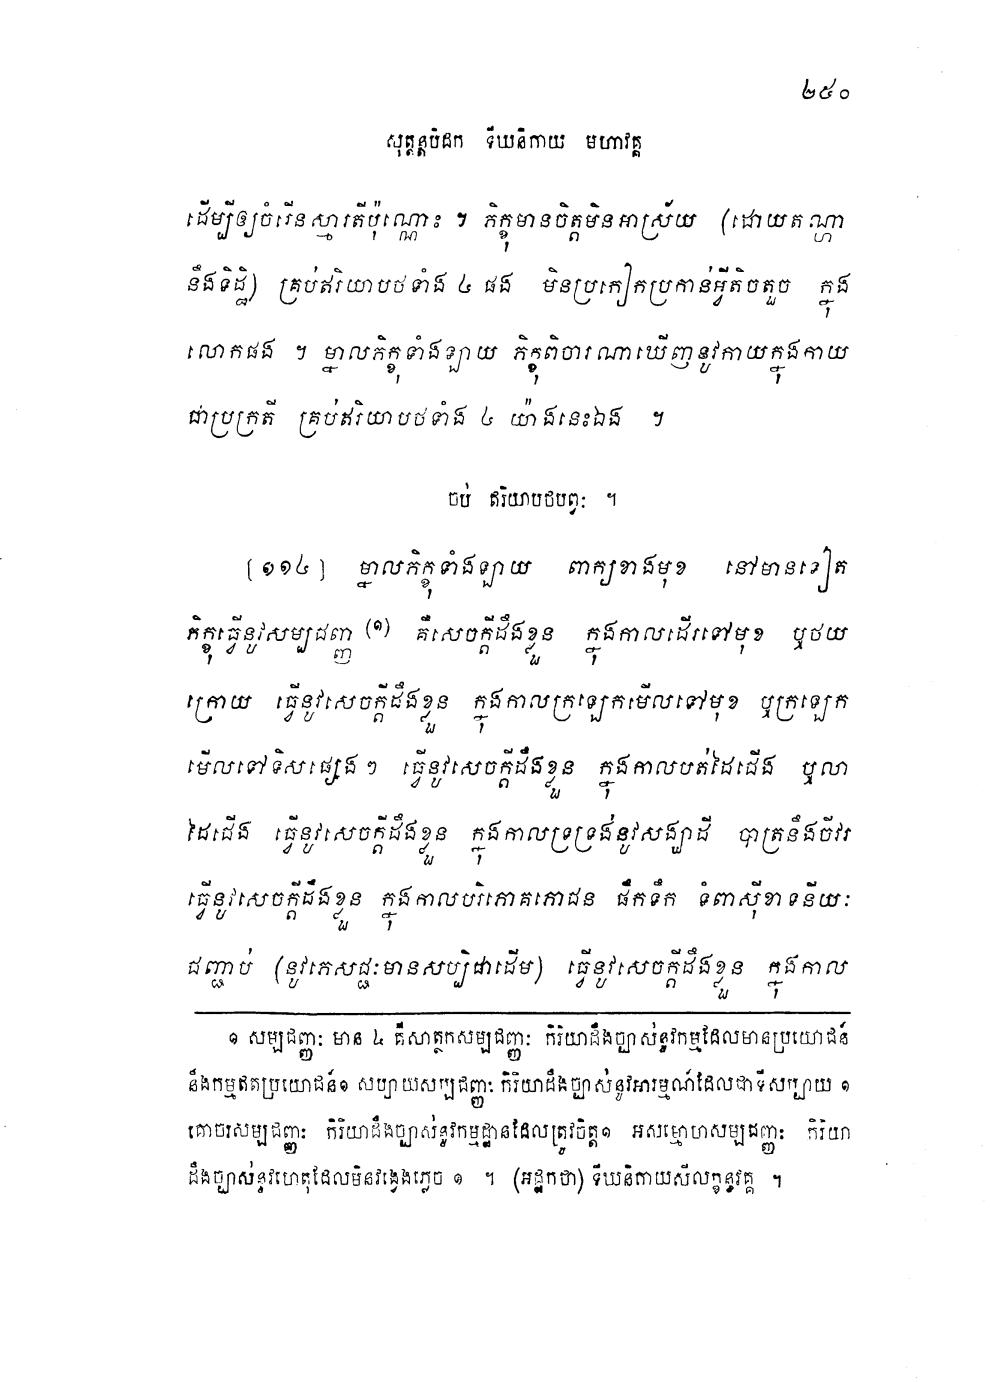 ២៥០
សុត្តន្តបិដក ទីឃនិកាយ មហាវគ្គ
ដើម្បីឲ្យចំរើនស្មារតីប៉ុណ្ណោះ ។ ភិក្ខុមានចិត្តមិនអាស្រ័យ (ដោយតណ្ហា
នឹងទិដ្ឋិ) គ្រប់ឥរិយាបថទាំង ៤ ផង មិនប្រកៀកប្រកាន់អ្វីតិចតួច ក្នុង
លោកផង ។ ម្នាលភិក្ខុទាំងឡាយ ភិក្ខុពិចារណាឃើញនូវកាយក្នុងកាយ
ជាប្រក្រតី គ្រប់ឥរិយាបថទាំង ៤ យ៉ាងនេះឯង ។
ចប់ ឥរិយាបថបព្វៈ ។
[១១៤] ម្នាលភិក្ខុទាំងឡាយ ពាក្យខាងមុខ នៅមានទៀត
ភិក្ខុធ្វើនូវសម្បជញ្ញ (១) គឺសេចក្តីដឹងខ្លួន ក្នុងកាលដើរទៅមុខ ឬថយ
ក្រោយ ធ្វើនូវសេចក្តីដឹងខ្លួន ក្នុងកាលក្រឡេកមើលទៅមុខ ឬក្រឡេក
មើលទៅទិសផ្សេងៗ ធ្វើនូវសេចក្តីដឹងខ្លួន ក្នុងកាលបត់ដៃជើង ឬលា
ដៃជើង ធ្វើនូវសេចក្តីដឹងខ្លួន ក្នុងកាលទ្រទ្រង់នូវសង្ឃាដី បាត្រនឹងចីវរ
ធ្វើនូវសេចក្តីដឹងខ្លួន ក្នុងកាលបរិភោគភោជន ផឹកទឹក ទំពាស៊ីខាទនីយៈ
ជញ្ជាប់ (នូវភេសជ្ជៈមានសប្បិជាដើម) ធ្វើនូវសេចក្តីដឹងខ្លួន ក្នុងកាល
១ សម្បជញ្ញៈ មាន ៤ គឺសាត្ថកសម្បជញ្ញៈ កិរិយាដឹងច្បាស់នូវកម្មដែលមានប្រយោជន៍
នឹងកម្មឥតប្រយោជន៍១ សប្បាយសម្បជញ្ញៈ កិរិយាដឹងច្បាស់នូវអារម្មណ៍ដែលជាទីសប្បាយ ១
គោចរសម្បជញ្ញៈ កិរិយាដឹងច្បាស់នូវកម្មដ្ឋានដែលត្រូវចិត្ត១ អសម្មោហសម្បជញ្ញៈ កិរិយា
ដឹងច្បាស់នូវហេតុដែលមិនវង្វេងភ្លេច ១ ។ (អដ្ឋកថា) ទីឃនិកាយសីលក្ខន្ធវគ្គ ។